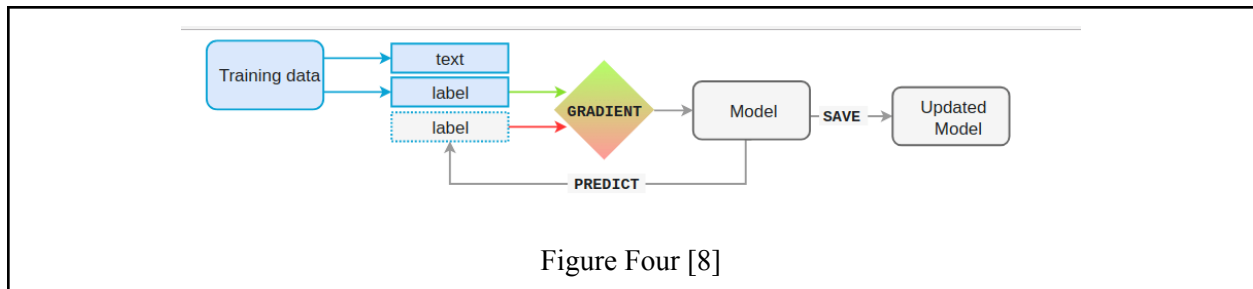 Training data
text
label
label
GRADIENT
Model
SAVE
Updated
Model
PREDICT
Figure Four [8]